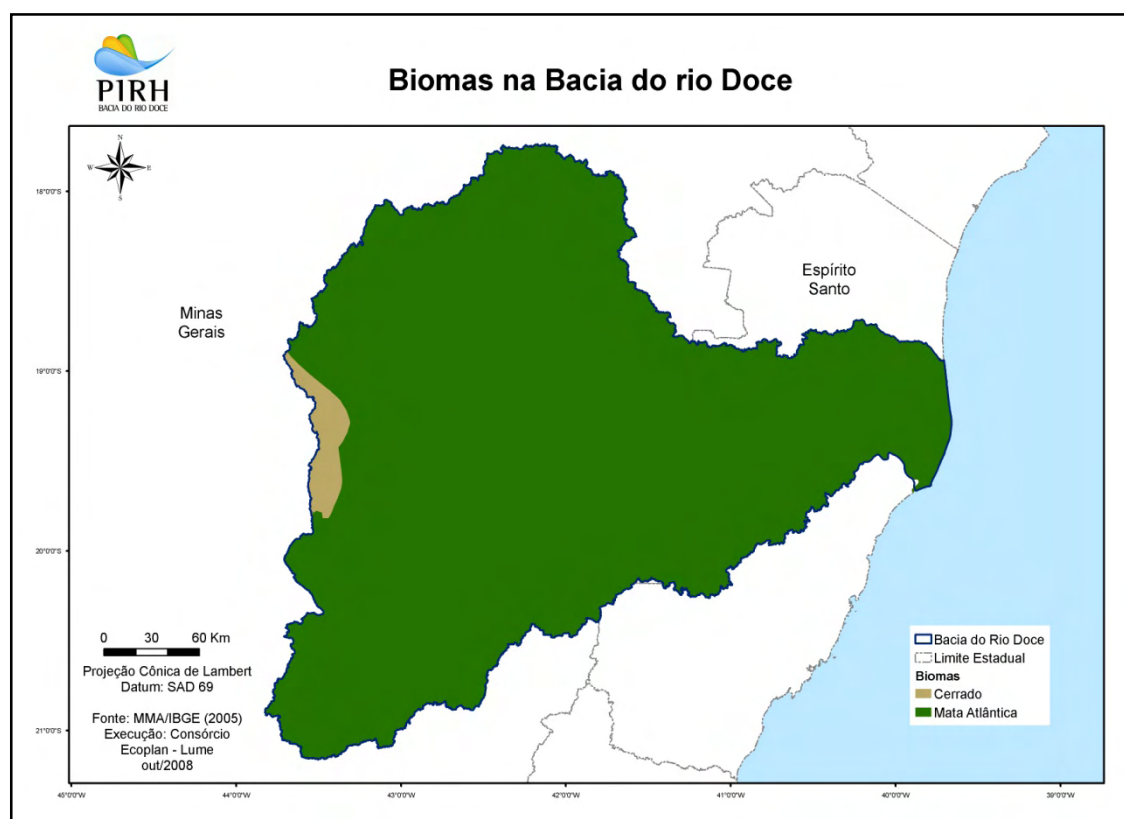 PIRH
BACIA DO RIO DOCE
Biomas na Bacia do rio Doce
N
W
E
S
18°0'0"S
19°0'0"S
20°0'0"S
21°0'0"S
Minas
Gerais
Espírito
Santo
0 30 60 Km
Projeção Cônica de Lambert
Datum: SAD 69
Fonte: MMA/IBGE (2005)
Execução: Consórcio
Ecoplan - Lume
out/2008
Bacia do Rio Doce
Limite Estadual
Biomas
Cerrado
Mata Atlântica
45°0'0"W
44°0'0"W
43°0'0"W
42°0'0"W
41°0'0"W
40°0'0"W
39°0'0"W